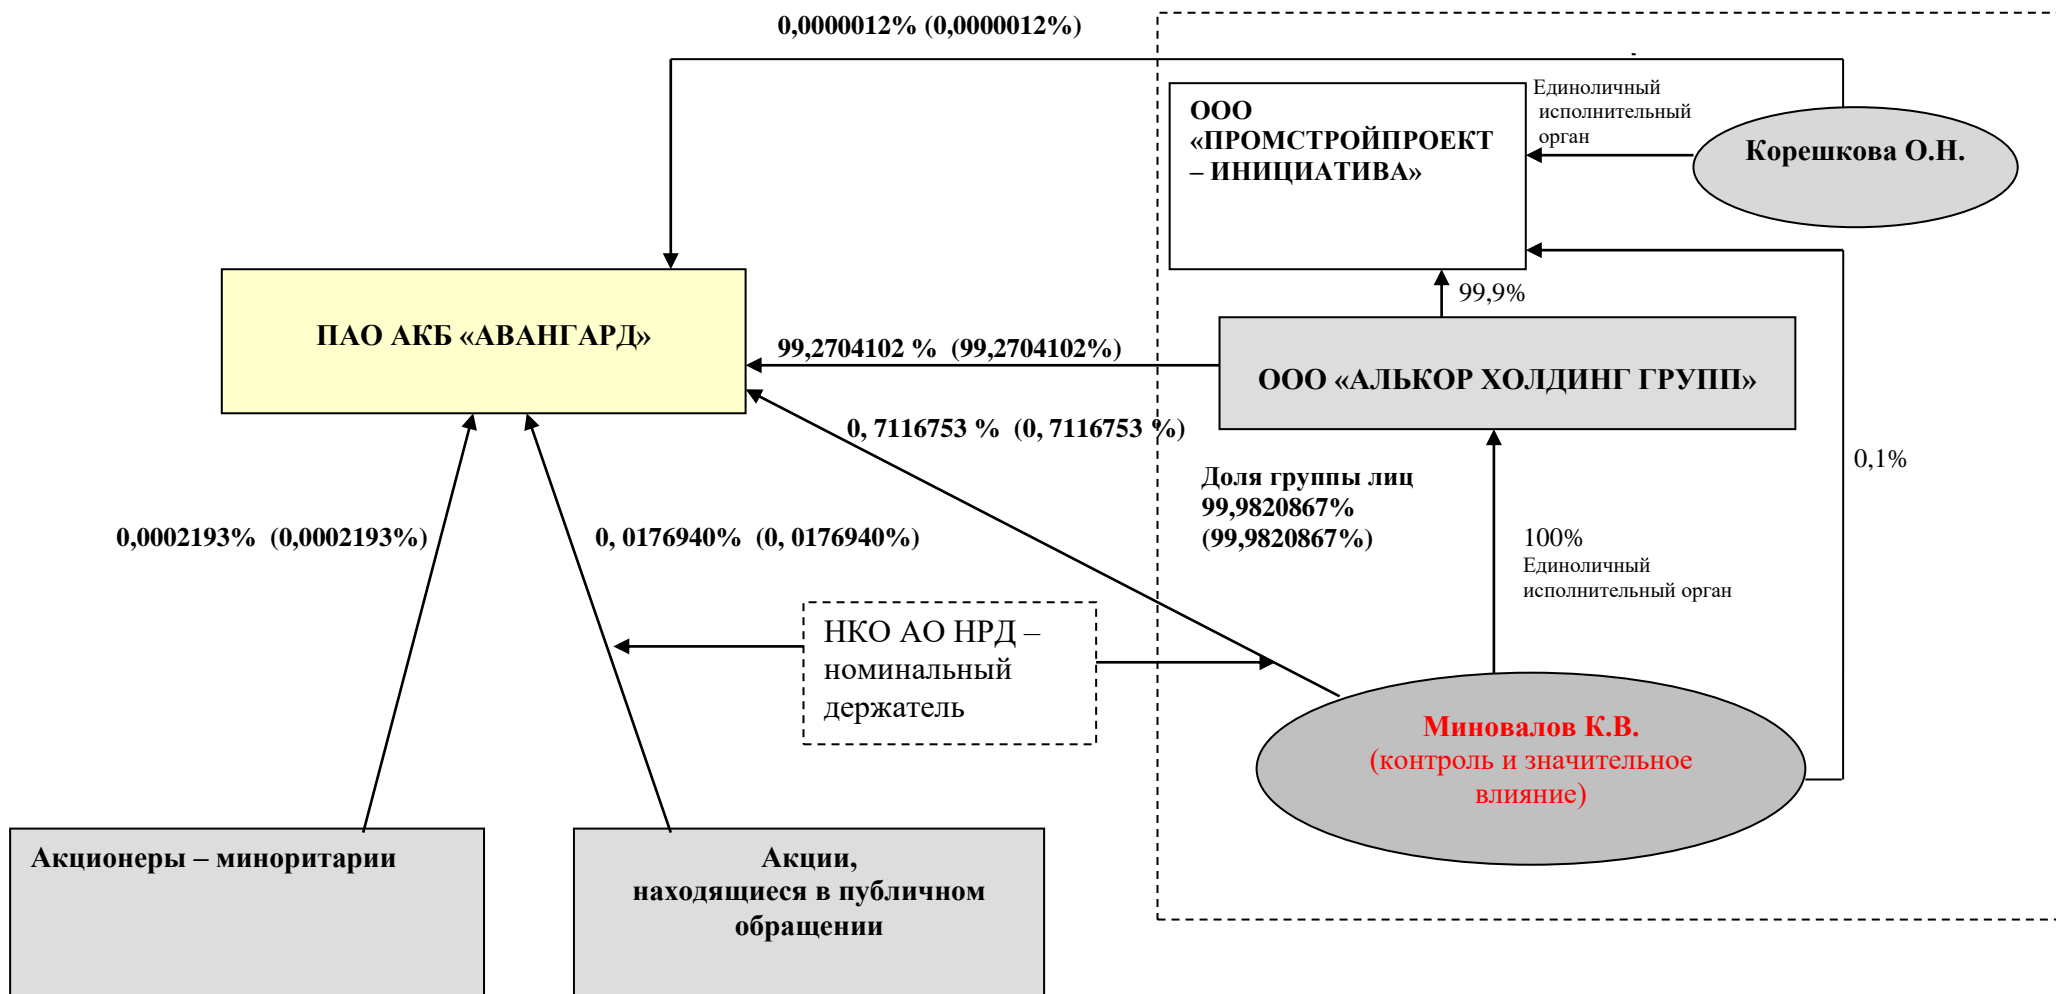 0,0000012% (0,0000012%)
-
Единоличный
исполнительный
орган
ООО
«ПРОМСТРОЙПРОЕКТ
– ИНИЦИАТИВА»
Корешкова О.Н.
99,9%
ПАО АКБ «АВАНГАРД»
99,2704102 % (99,2704102%)
ООО «АЛЬКОР ХОЛДИНГ ГРУПП»
0, 7116753 % (0, 7116753 %)
0,1%
Доля группы лиц
99,9820867%
(99,9820867%)
0,0002193% (0,0002193%)
0, 0176940% (0, 0176940%)
100%
Единоличный
исполнительный орган
НКО АО НРД –
номинальный
держатель
Миновалов К.В.
(контроль и значительное
влияние)
Акционеры – миноритарии
Акции,
находящиеся в публичном
обращении